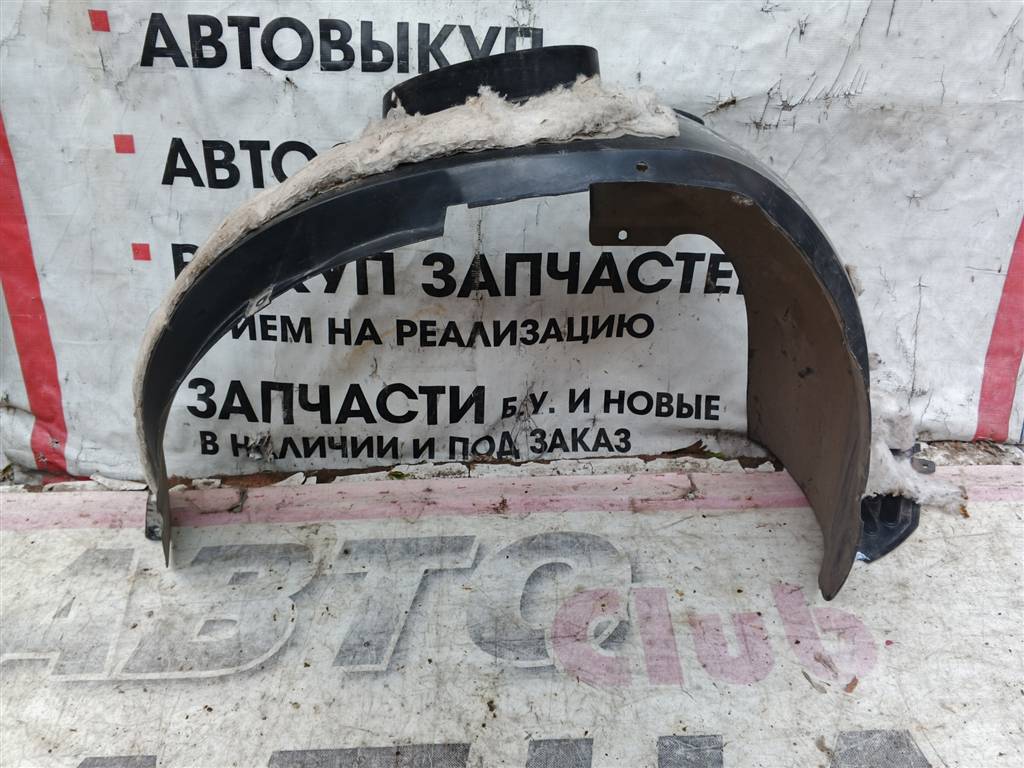 АВТОВЫКУП
АВТО
КУП ЗАПЧАСТЕ
ИЕМ НА РЕАЛИЗАЦИЮ
ЗАПЧАСТИ Б.У. И НОВЫЕ
В НАЛИЧИИ И ПОД ЗАКАЗ
АВТО
Club